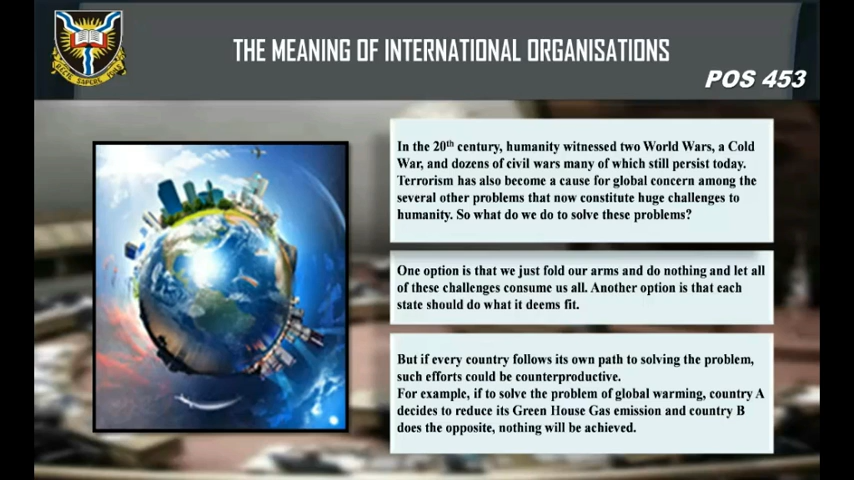 THE MEANING OF INTERNATIONAL ORGANISATIONS
POS 453
In the 20th century, humanity witnessed two World Wars, a Cold
War, and dozens of civil wars many of which still persist today.
Terrorism has also become a cause for global concern among the
several other problems that now constitute huge challenges to
humanity. So what do we do to solve these problems?
One option is that we just fold our arms and do nothing and let all
of these challenges consume us all. Another option is that each
state should do what it deems fit.
But if every country follows its own path to solving the problem,
such efforts could be counterproductive.
For example, if to solve the problem of global warming, country A
decides to reduce its Green House Gas emission and country B
does the opposite, nothing will be achieved.